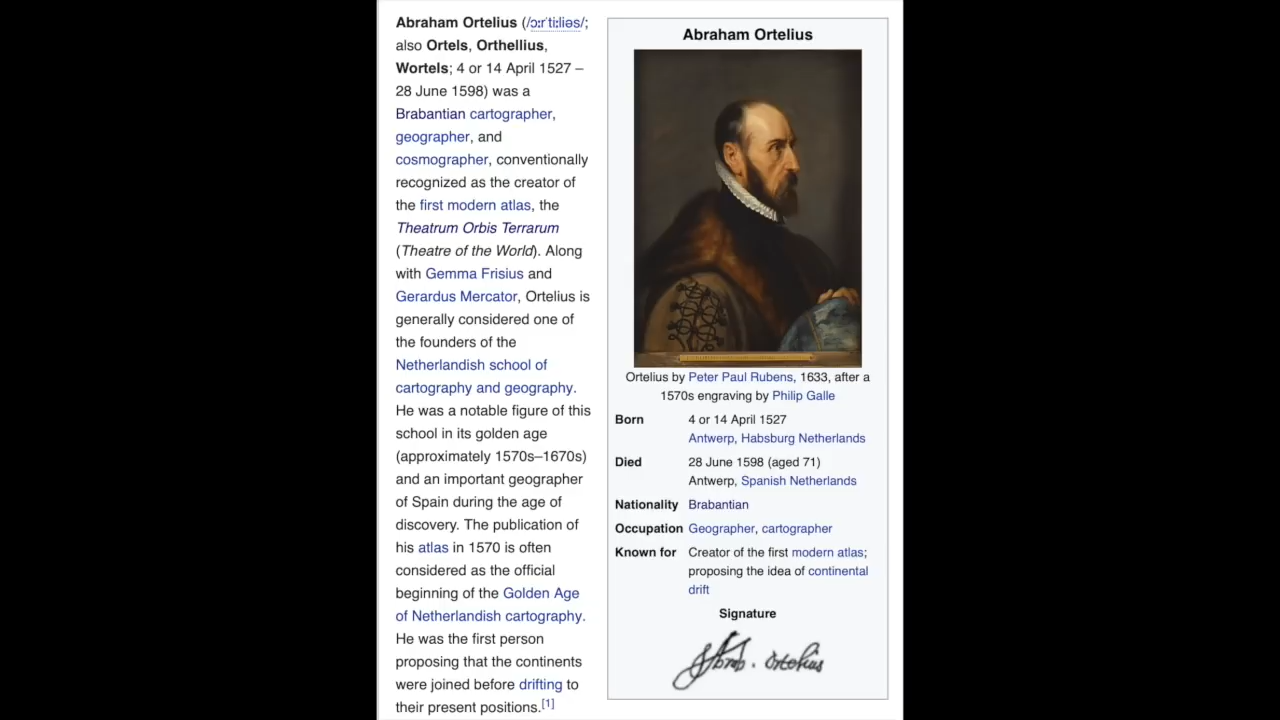 Abraham Ortelius (/ɔːrˈtiːliəs/;
also Ortels, Orthellius,
Wortels; 4 or 14 April 1527 –
28 June 1598) was a
Brabantian cartographer,
geographer, and
cosmographer, conventionally
recognized as the creator of
the first modern atlas, the
Theatrum Orbis Terrarum
(Theatre of the World). Along
with Gemma Frisius and
Gerardus Mercator, Ortelius is
generally considered one of
the founders of the
Netherlandish school of
cartography and geography.
He was a notable figure of this
school in its golden age
(approximately 1570s–1670s)
and an important geographer
of Spain during the age of
discovery. The publication of
his atlas in 1570 is often
considered as the official
beginning of the Golden Age
of Netherlandish cartography.
He was the first person
proposing that the continents
were joined before drifting to
their present positions.[1]
Abraham Ortelius
Ortelius by Peter Paul Rubens, 1633, after a
1570s engraving by Philip Galle
Born 4 or 14 April 1527
Antwerp, Habsburg Netherlands
Died 28 June 1598 (aged 71)
Antwerp, Spanish Netherlands
Nationality Brabantian
Occupation Geographer, cartographer
Known for Creator of the first modern atlas;
proposing the idea of continental
drift
Signature
Abrah. Ortelius